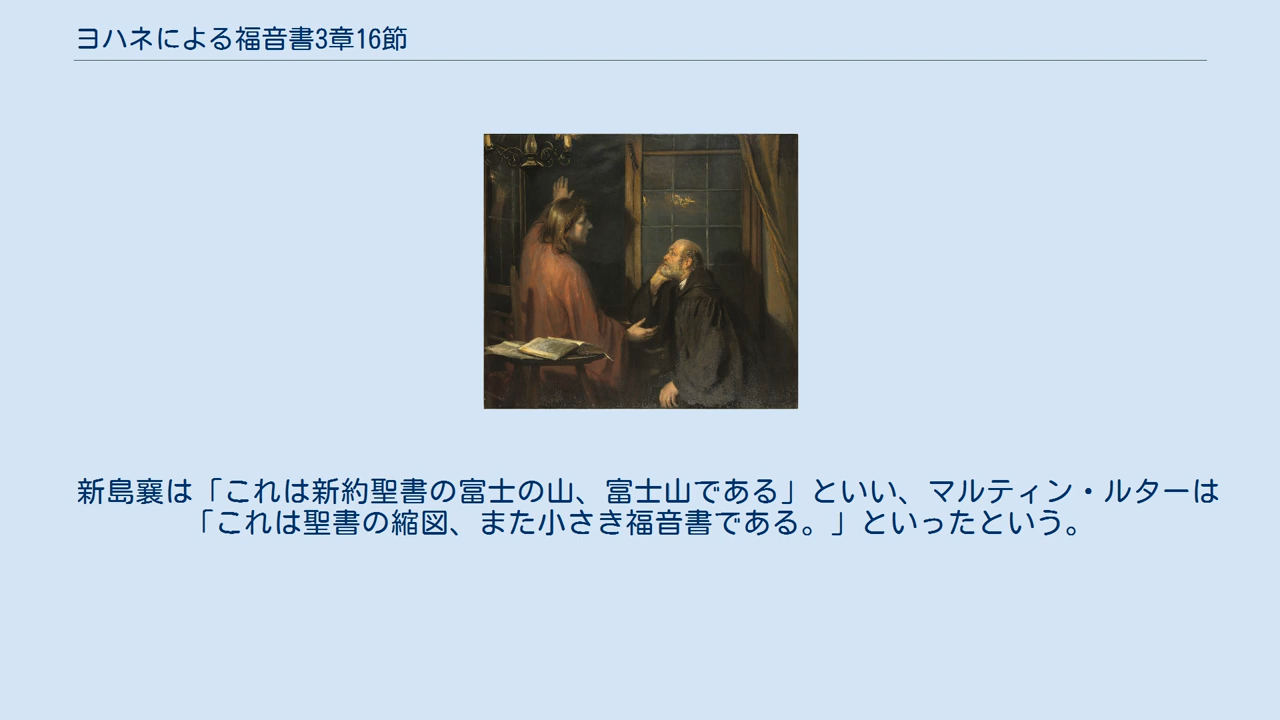 ヨハネによる福音書3章16節
新島襄は「これは新約聖書の富士の山、富士山である」といい、マルティン・ルターは
「これは聖書の縮図、また小さき福音書である。」といったという。